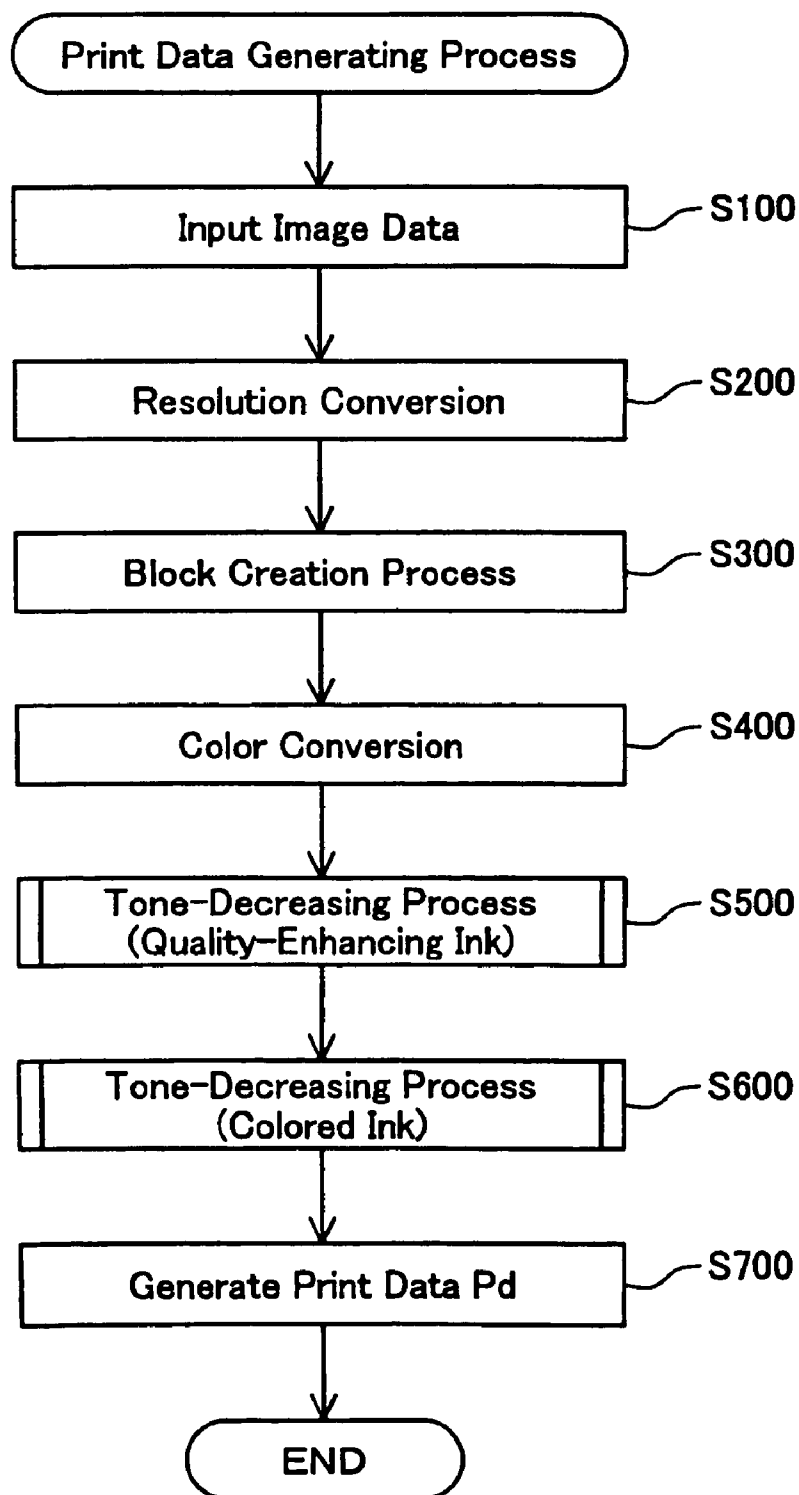 Print Data Generating Process
Input Image Data
S100
Resolution Conversion
S200
Block Creation Process
S300
Color Conversion
S400
Tone-Decreasing Process
(Quality-Enhancing Ink)
S500
Tone-Decreasing Process
(Colored Ink)
S600
Generate Print Data Pd
S700
END